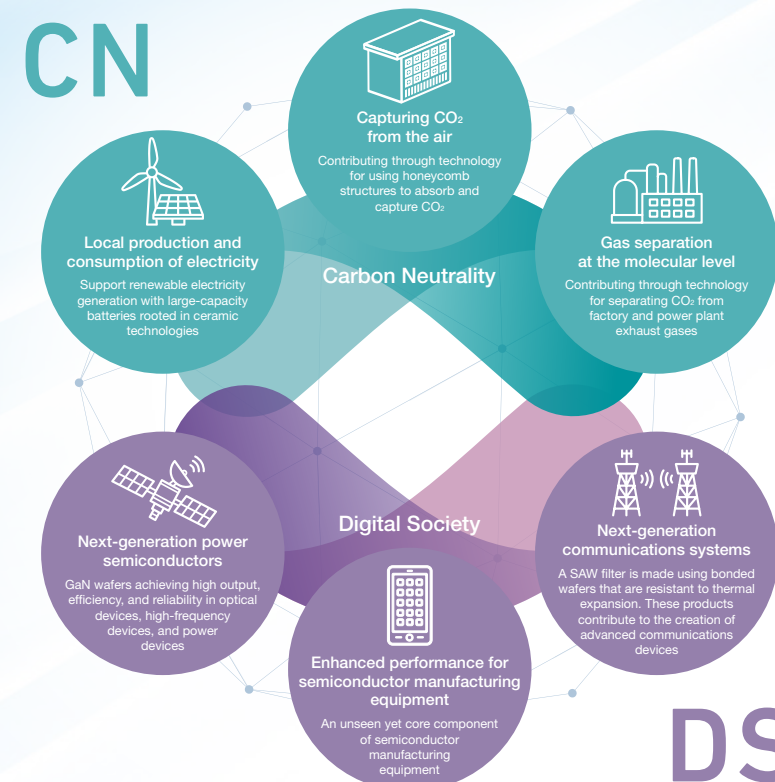 CN
Capturing CO₂
from the air
Contributing through technology
for using honeycomb
structures to absorb and
capture CO₂
Local production and
consumption of electricity
Support renewable electricity
generation with large-capacity
batteries rooted in ceramic
technologies
Gas separation
at the molecular level
Contributing through technology
for separating CO₂ from
factory and power plant
exhaust gases
Carbon Neutrality
Digital Society
Next-generation power
semiconductors
GaN wafers achieving high output,
efficiency, and reliability in optical
devices, high-frequency
devices, and power
devices
Enhanced performance for
semiconductor manufacturing
equipment
An unseen yet core component
of semiconductor
manufacturing
equipment
Next-generation
communications systems
A SAW filter is made using bonded
wafers that are resistant to thermal
expansion. These products
contribute to the creation of
advanced communications
devices
DS